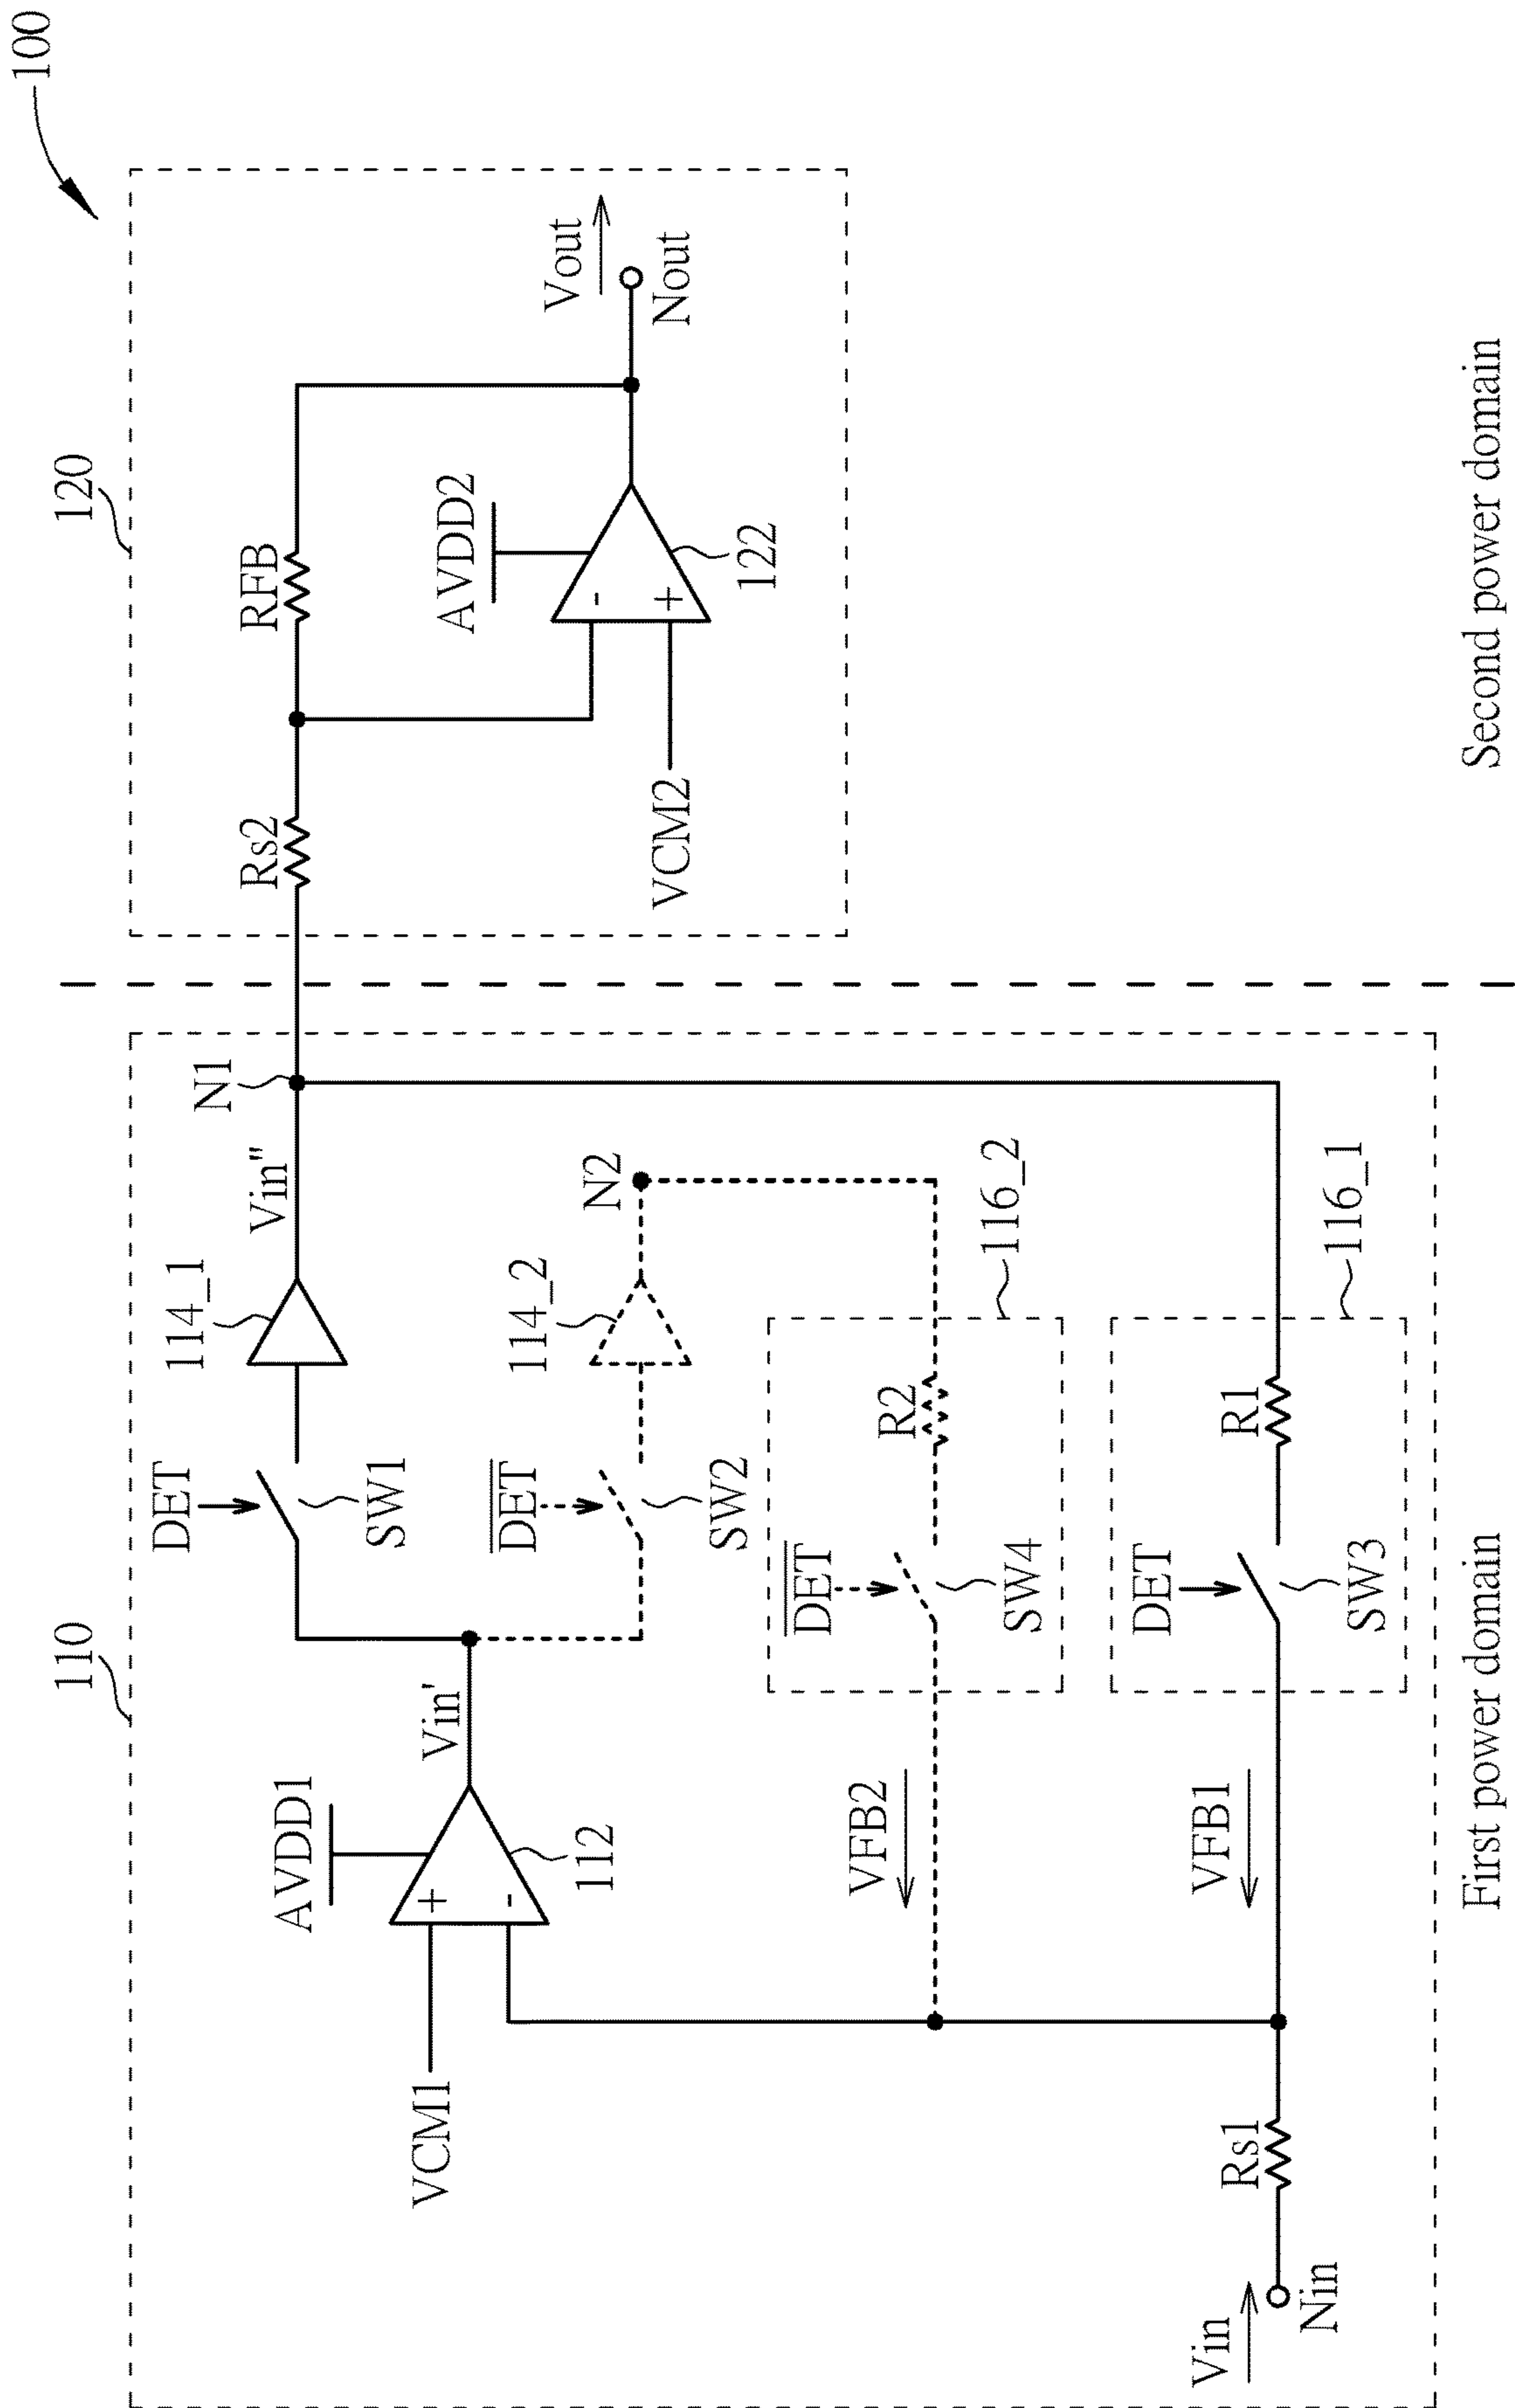 100
110
120
AVDD1
VCM1
+
-
112
Vin'
DET
SW1
114_1
Vin"
N1
DET
SW2
114_2
N2
DET
SW4
R2
116_2
VFB2
DET
SW3
R1
116_1
VFB1
Vin
Nin
Rs1
First power domain
Rs2
RFB
AVDD2
-
+
122
VCM2
Vout
Nout
Second power domain